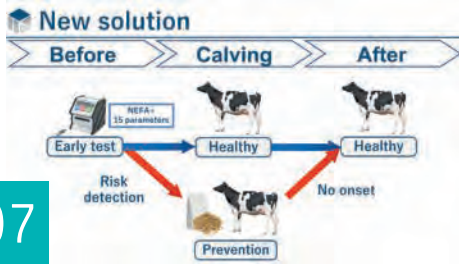 New solution
Before
Calving
After
NEFA+
15 parameters
Early test
Healthy
Healthy
Risk
detection
No onset
07
Prevention